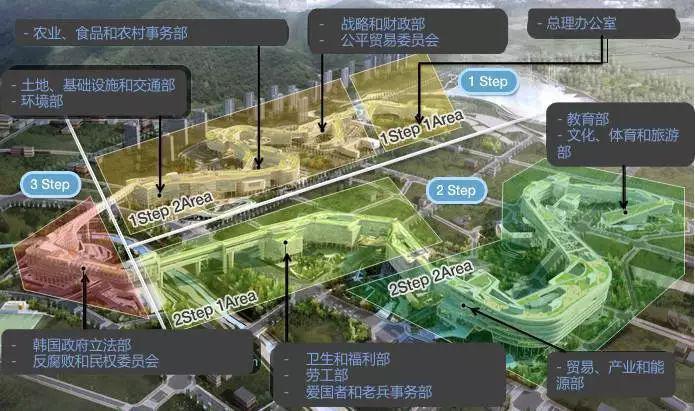 - 农业、食品和农村事务部
- 战略和财政部
- 公平贸易委员会
- 总理办公室
- 土地、基础设施和交通部
- 环境部
1 Step
- 教育部
- 文化、体育和旅游
部
1Step 1Area
3 Step
2 Step
1Step 2Area
2Step 2Area
2Step 1Area
- 韩国政府立法部
- 反腐败和民权委员会
- 卫生和福利部
- 劳工部
- 爱国者和老兵事务部
- 贸易、产业和能
源部